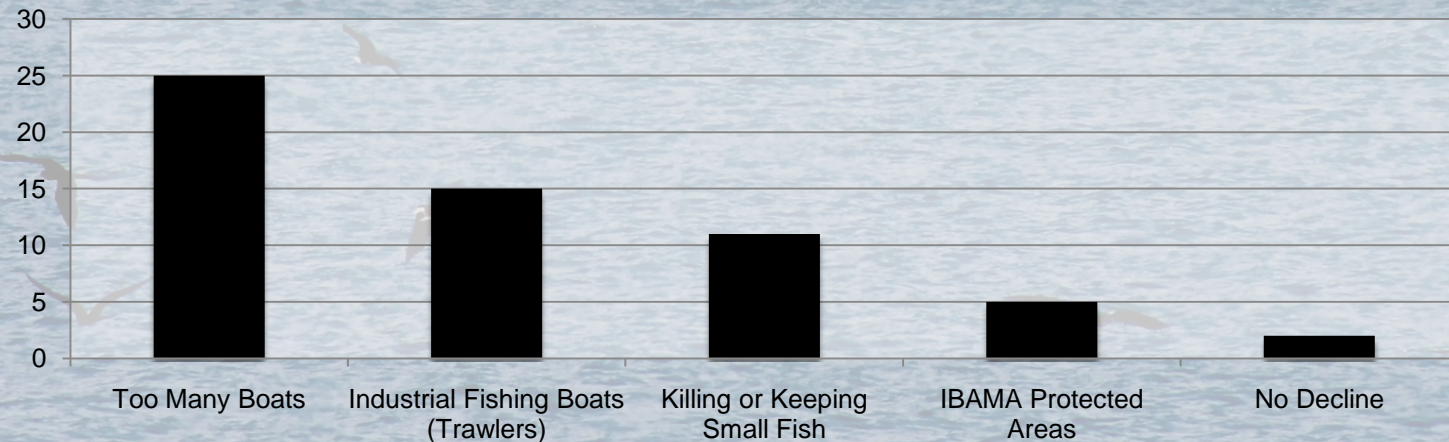 30
25
20
15
10
5
0
Too Many Boats
Industrial Fishing Boats
(Trawlers)
Killing or Keeping
Small Fish
IBAMA Protected
Areas
No Decline